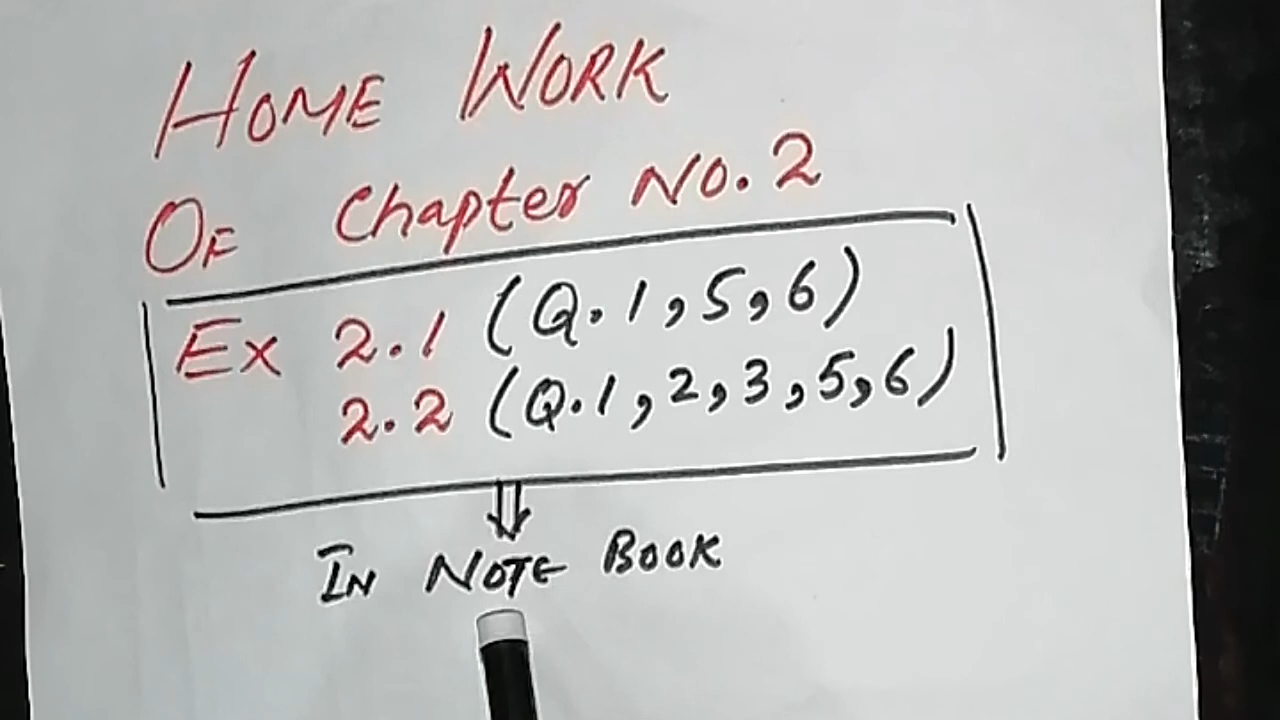 HOME WORK
OF Chapter No. 2
Ex 2.1 (Q.1,5,6)
2.2 (Q.1,2,3,5,6)
IN NOTE BOOK